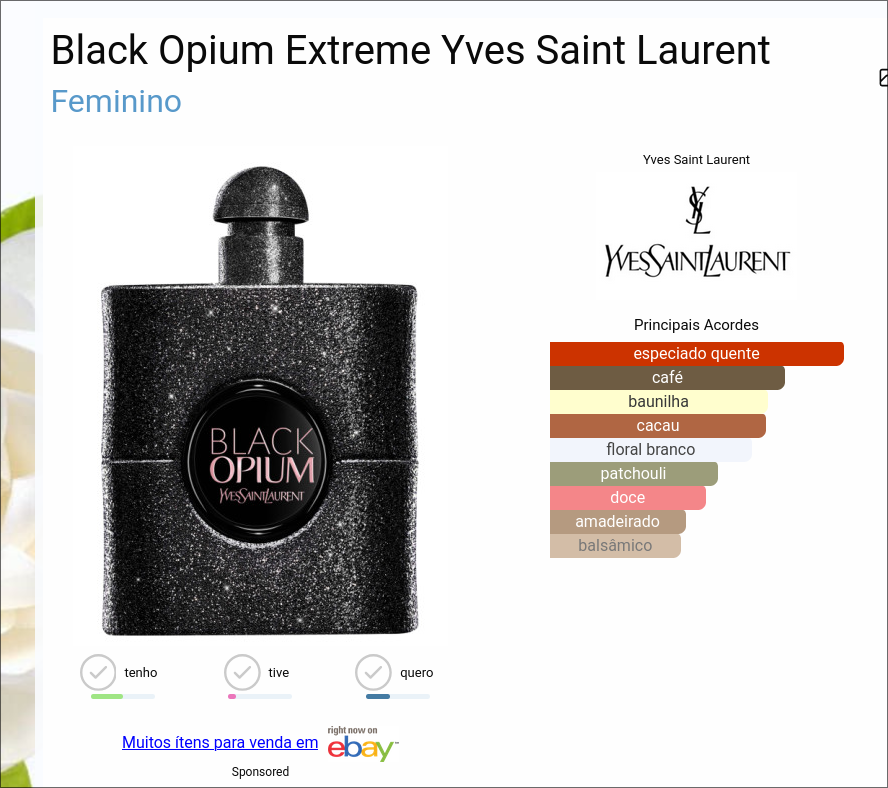 Black Opium Extreme Yves Saint Laurent
Feminino
Yves Saint Laurent
YSL
YVESSAINTLAURENT
Principais Acordes
especiado quente
café
baunilha
cacau
floral branco
patchouli
doce
amadeirado
balsâmico
BLACK
OPIUM
YVESSAINTLAURENT
tenho
tive
quero
Muitos ítens para venda em
right now on
ebay™
Sponsored